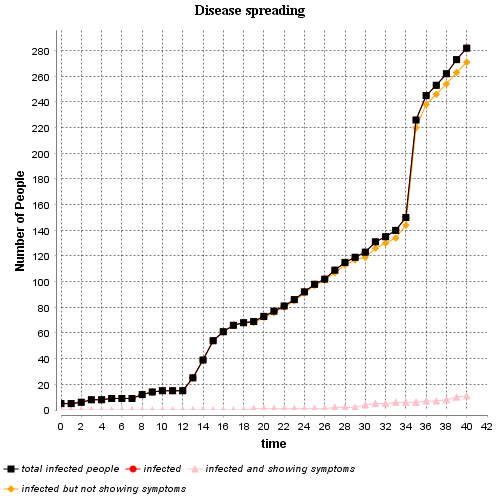 Disease spreading
Number of People
280
260
240
220
200
180
160
140
120
100
80
60
40
20
0
0 2 4 6 8 10 12 14 16 18 20 22 24 26 28 30 32 34 36 38 40 42
time
total infected people infected infected and showing symptoms
infected but not showing symptoms